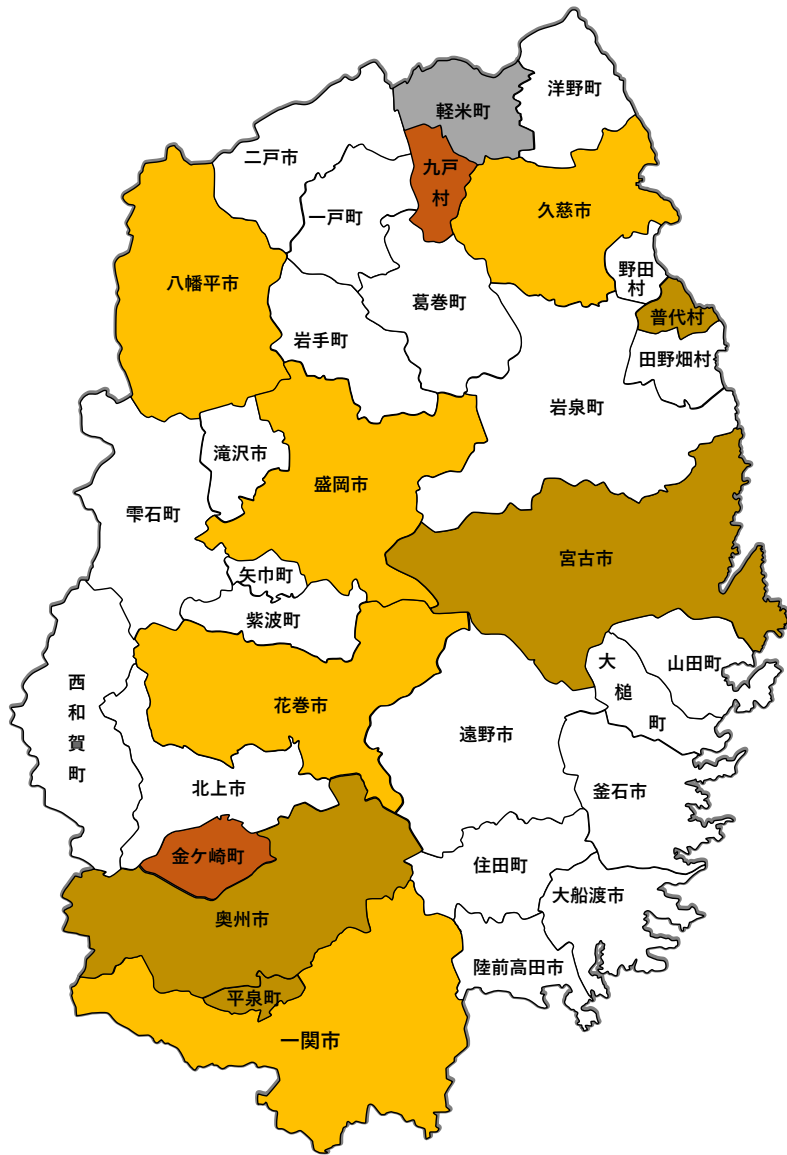 洋野町
軽米町
二戸市
九戸
村
一戸町
久慈市
八幡平市
野田
村
葛巻町
普代村
岩手町
田野畑村
岩泉町
滝沢市
盛岡市
雫石町
宮古市
矢巾町
紫波町
大
槌
町
山田町
西
和
賀
町
花巻市
遠野市
北上市
釜石市
金ケ崎町
住田町
大船渡市
奥州市
陸前高田市
平泉町
一関市